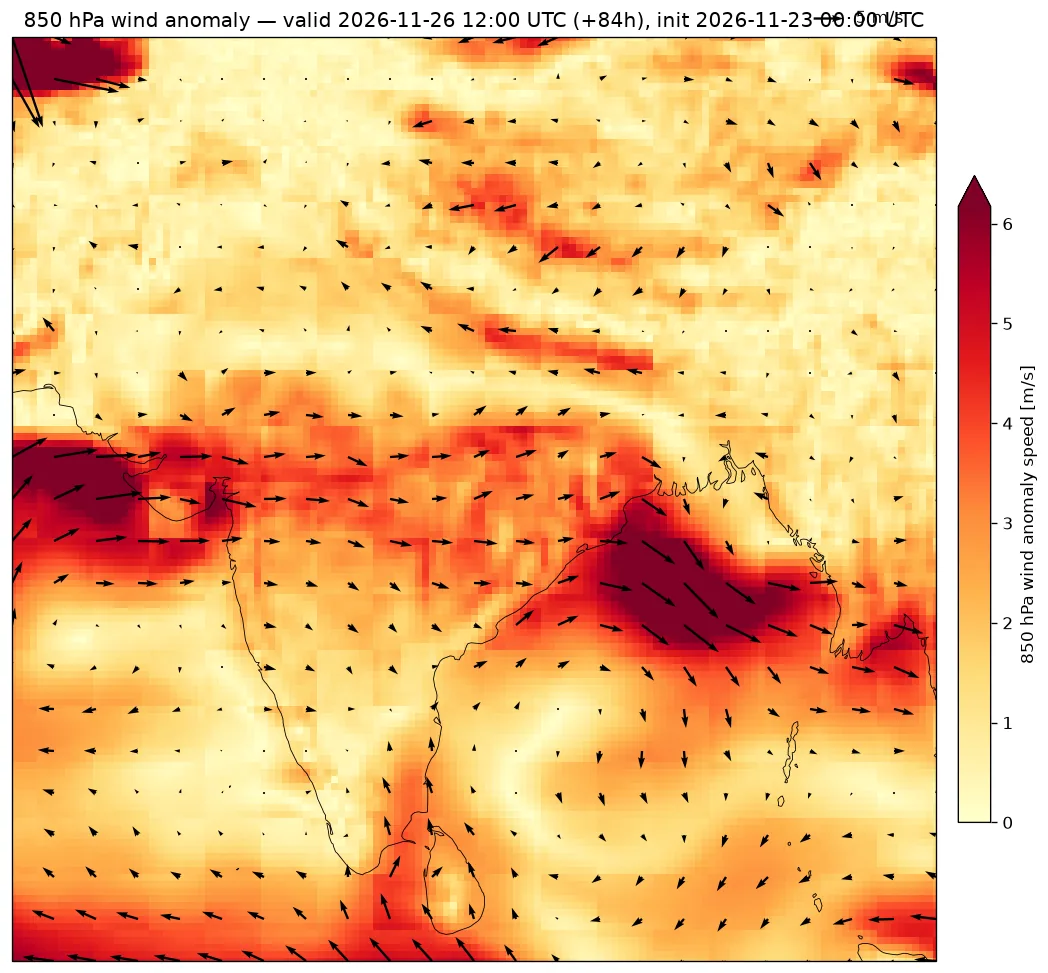 850 hPa wind anomaly — valid 2026-11-26 12:00 UTC (+84h), init 2026-11-23 00:00 UTC
5 m/s
6
5
4
3
2
1
0
850 hPa wind anomaly speed [m/s]